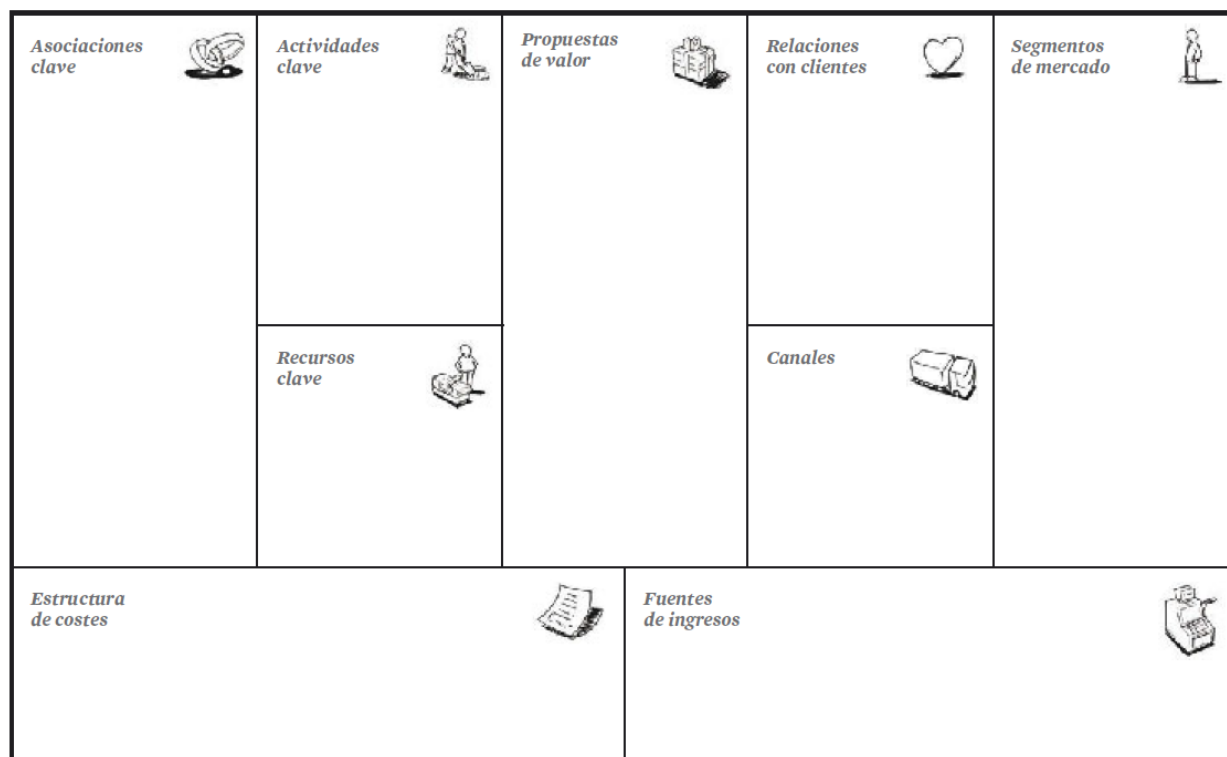 Asociaciones
clave
Actividades
clave
Propuestas
de valor
Relaciones
con clientes
Segmentos
de mercado
Recursos
clave
Canales
Estructura
de costes
Fuentes
de ingresos